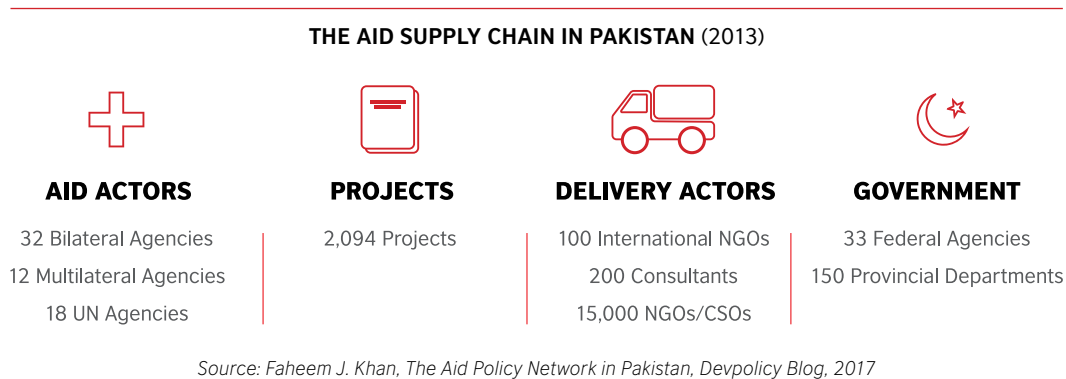 THE AID SUPPLY CHAIN IN PAKISTAN (2013)
AID ACTORS
32 Bilateral Agencies
12 Multilateral Agencies
18 UN Agencies
PROJECTS
2,094 Projects
DELIVERY ACTORS
100 International NGOs
200 Consultants
15,000 NGOs/CSOs
GOVERNMENT
33 Federal Agencies
150 Provincial Departments
Source: Faheem J. Khan, The Aid Policy Network in Pakistan, Devpolicy Blog, 2017